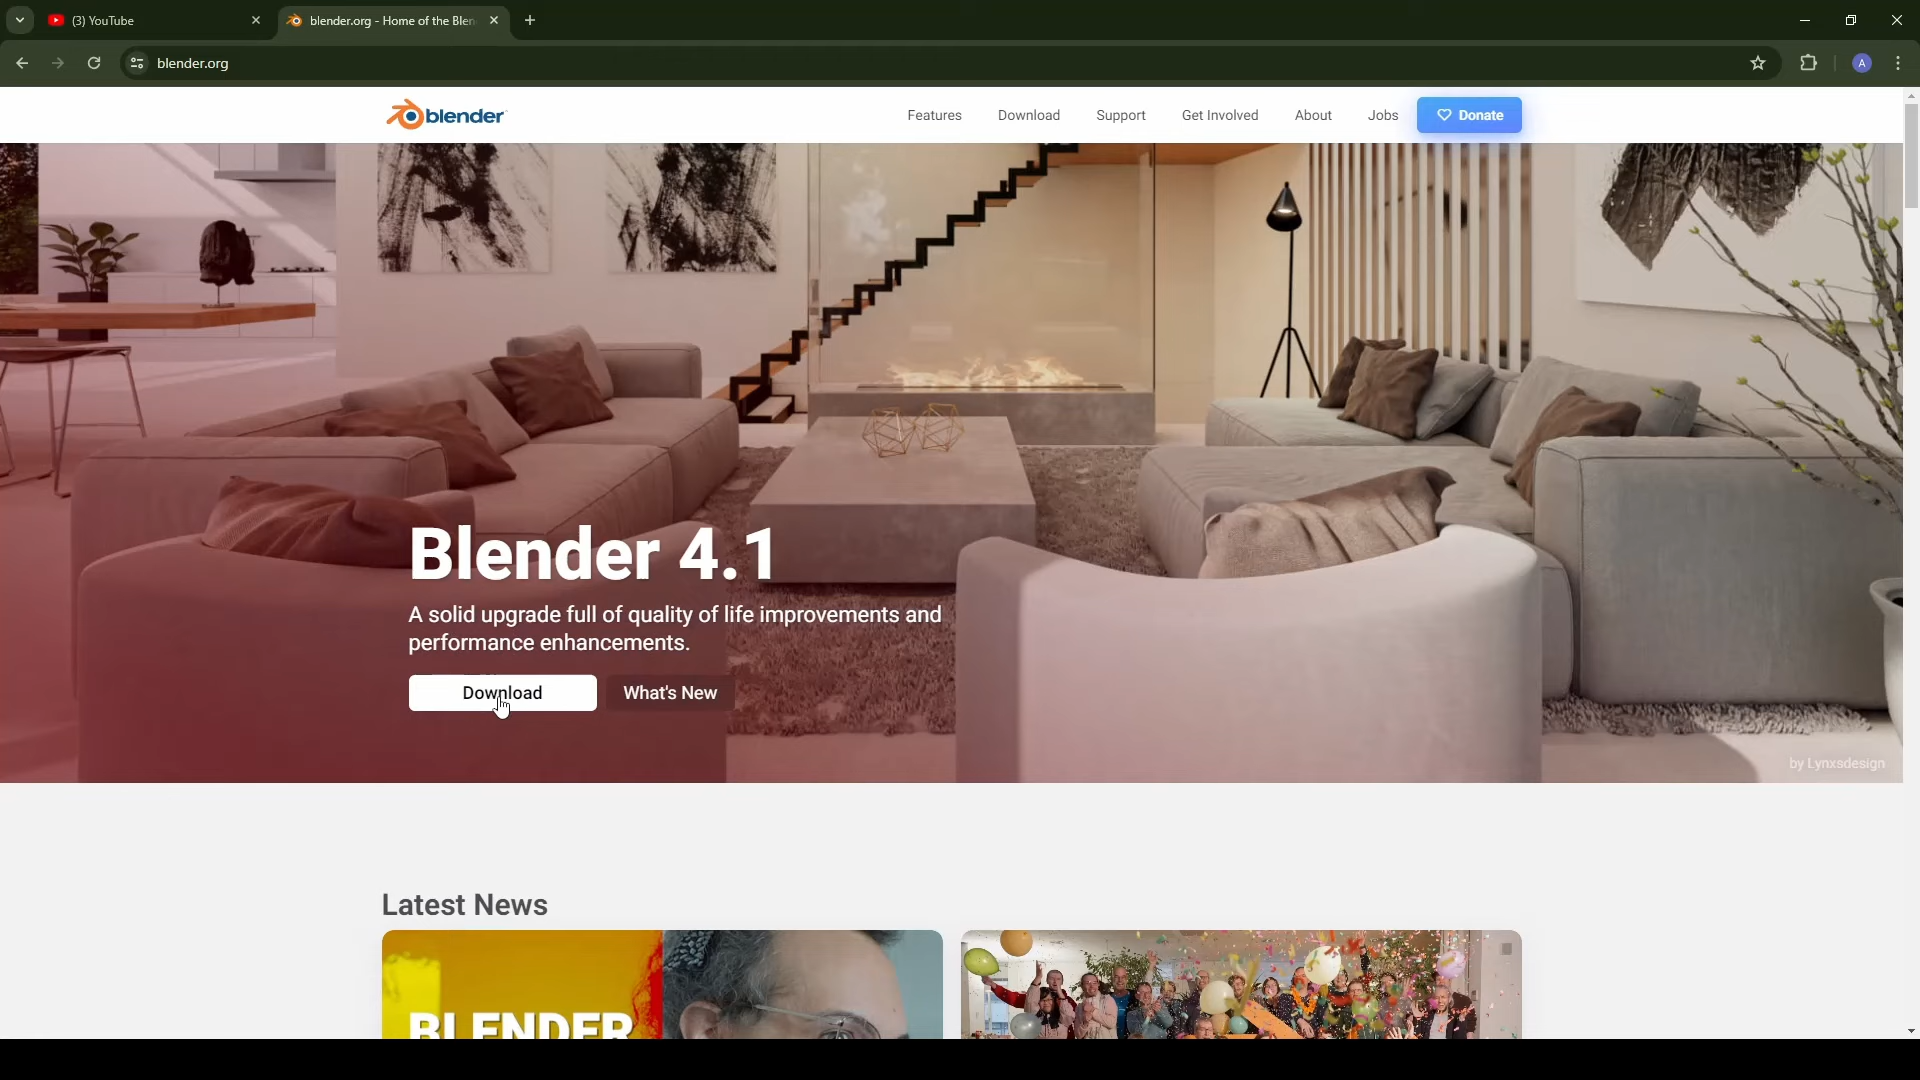 (3) YouTube
blender.org - Home of the Blen
blender.org
A
blender
Features
Download
Support
Get Involved
About
Jobs
Donate
Blender 4.1
A solid upgrade full of quality of life improvements and
performance enhancements.
Download
What's New
by Lynxsdesign
Latest News
BLENDER